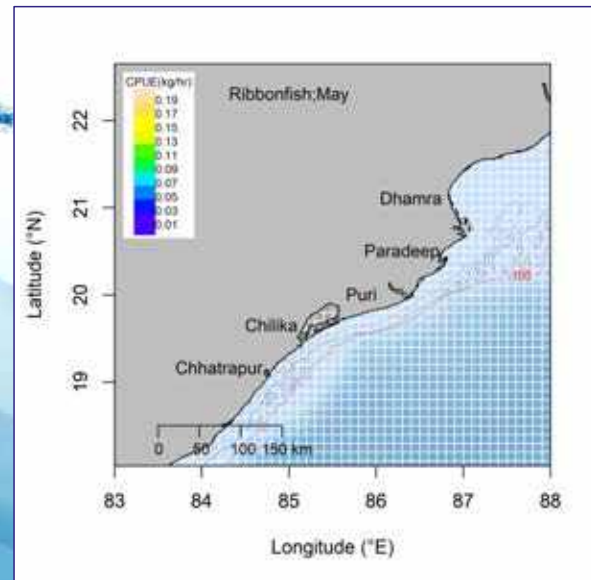 CPUE(kg/hr)
0.19
0.17
0.15
0.13
0.11
0.09
0.07
0.05
0.03
0.01
Ribbonfish;May
Dhamra
Paradeep
Puri
Chilika
Chhatrapur
100
0 50 100 150 km
22
21
20
19
Latitude (°N)
83 84 85 86 87 88
Longitude (°E)